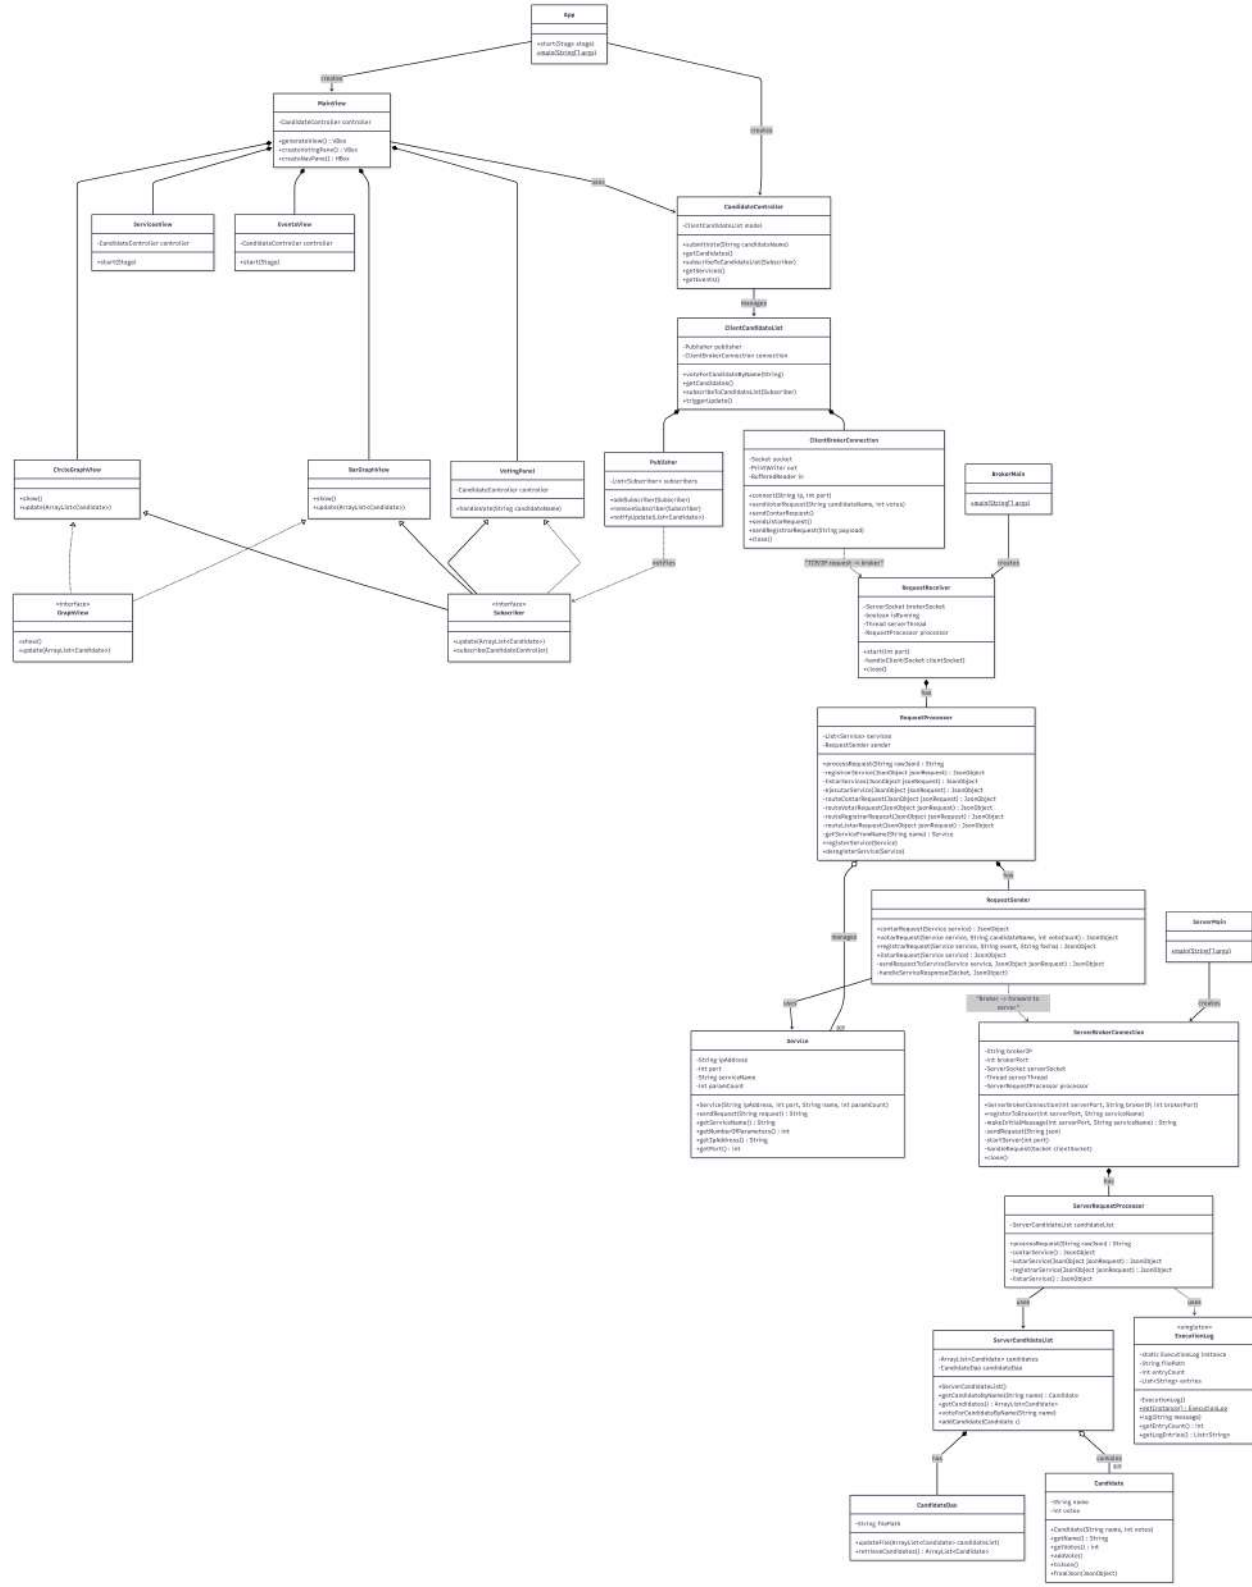 App
+start(Stage stage)
+main(String[] args)
creates
creates
MainView
-CandidateController controller
+generateView() : VBox
+createVotingPane() : VBox
+createNavPane() : HBox
uses
ServicesView
-CandidateController controller
+start(Stage)
EventsView
-CandidateController controller
+start(Stage)
CandidateController
-ClientCandidateList model
+submitVote(String candidateName)
+getCandidates()
+subscribeToCandidateList(Subscriber)
+getServices()
+getEvents()
manages
ClientCandidateList
-Publisher publisher
-ClientBrokerConnection connection
+voteForCandidateByName(String)
+getCandidates()
+subscribeToCandidateList(Subscriber)
+triggerUpdate()
CircleGraphView
+show()
+update(ArrayList<Candidate>)
BarGraphView
+show()
+update(ArrayList<Candidate>)
VotingPanel
-CandidateController controller
+handleVote(String candidateName)
Publisher
-List<Subscriber> subscribers
+addSubscriber(Subscriber)
+removeSubscriber(Subscriber)
+notifyUpdate(List<Candidate>)
ClientBrokerConnection
-Socket socket
-PrintWriter out
-BufferedReader in
+connect(String ip, int port)
+sendVotarRequest(String candidateName, int votes)
+sendContarRequest()
+sendListarRequest()
+sendRegistrarRequest(String payload)
+close()
BrokerMain
+main(String[] args)
notifies
"TCP/IP request -> broker"
creates
«interface»
GraphView
+show()
+update(ArrayList<Candidate>)
«interface»
Subscriber
+update(ArrayList<Candidate>)
+subscribe(CandidateController)
RequestReceiver
-ServerSocket brokerSocket
-boolean isRunning
-Thread serverThread
-RequestProcessor processor
+start(int port)
-handleClient(Socket clientSocket)
+close()
has
RequestProcessor
-List<Service> services
-RequestSender sender
+processRequest(String rawJson) : String
-registrarService(JsonObject jsonRequest) : JsonObject
-listarService(JsonObject jsonRequest) : JsonObject
-ejecutarService(JsonObject jsonRequest) : JsonObject
-routeContarRequest(JsonObject jsonRequest) : JsonObject
-routeVotarRequest(JsonObject jsonRequest) : JsonObject
-routeRegistrarRequest(JsonObject jsonRequest) : JsonObject
-routeListarRequest(JsonObject jsonRequest) : JsonObject
-getServiceFromName(String name) : Service
+registerService(Service)
+deregisterService(Service)
has
manages
RequestSender
+contarRequest(Service service) : JsonObject
+votarRequest(Service service, String candidateName, int voteCount) : JsonObject
+registrarRequest(Service service, String event, String fecha) : JsonObject
+listarRequest(Service service) : JsonObject
-sendRequestToService(Service service, JsonObject jsonRequest) : JsonObject
-handleServiceResponse(Socket, JsonObject)
ServerMain
+main(String[] args)
uses
"broker -> forward to
server"
creates
Service
-String ipAddress
-int port
-String serviceName
-int paramCount
+Service(String ipAddress, int port, String name, int paramCount)
+sendRequest(String request) : String
+getServiceName() : String
+getNumberOfParameters() : int
+getIpAddress() : String
+getPort() : int
ServerBrokerConnection
-String brokerIP
-int brokerPort
-ServerSocket serverSocket
-Thread serverThread
-ServerRequestProcessor processor
+ServerBrokerConnection(int serverPort, String brokerIP, int brokerPort)
+registerToBroker(int serverPort, String serviceName)
-makeInitialMessage(int serverPort, String serviceName) : String
-sendRequest(String json)
-startServer(int port)
-handleRequest(Socket clientSocket)
+close()
has
ServerRequestProcessor
-ServerCandidateList candidateList
+processRequest(String rawJson) : String
-contarService() : JsonObject
-votarService(JsonObject jsonRequest) : JsonObject
-registrarService(JsonObject jsonRequest) : JsonObject
-listarService() : JsonObject
uses
uses
ServerCandidateList
-ArrayList<Candidate> candidates
-CandidateDao candidateDao
+ServerCandidateList()
+getCandidateByName(String name) : Candidate
+getCandidates() : ArrayList<Candidate>
+voteForCandidateByName(String name)
+addCandidate(Candidate c)
«singleton»
ExecutionLog
-static ExecutionLog instance
-String filePath
-int entryCount
-List<String> entries
-ExecutionLog()
+getInstance() : ExecutionLog
+log(String message)
+getEntryCount() : int
+getLogEntries() : List<String>
has
contains
CandidateDao
-String filePath
+updateFile(ArrayList<Candidate> candidateList)
+retrieveCandidates() : ArrayList<Candidate>
Candidate
-String name
-int votes
+Candidate(String name, int votes)
+getName() : String
+getVotes() : int
+addVote()
+toJson()
+fromJson(JsonObject)